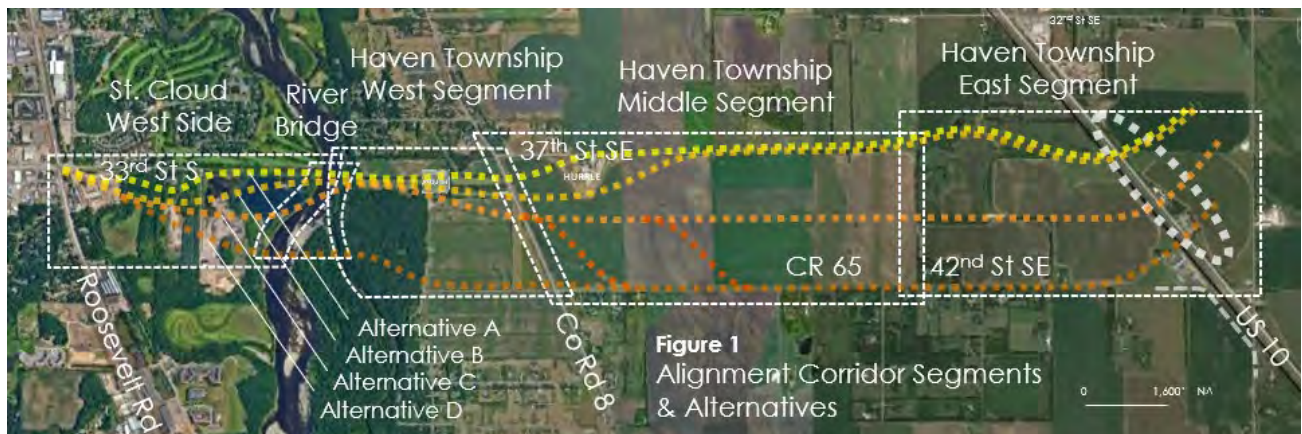 32nd St SE
St. Cloud
West Side
River
Bridge
Haven Township
West Segment
Haven Township
Middle Segment
Haven Township
East Segment
33rd St S
37th St SE
CR 65
42nd St SE
Roosevelt Rd
Co Rd 8
US 10
Alternative A
Alternative B
Alternative C
Alternative D
Figure 1
Alignment Corridor Segments
& Alternatives
0 1,600'